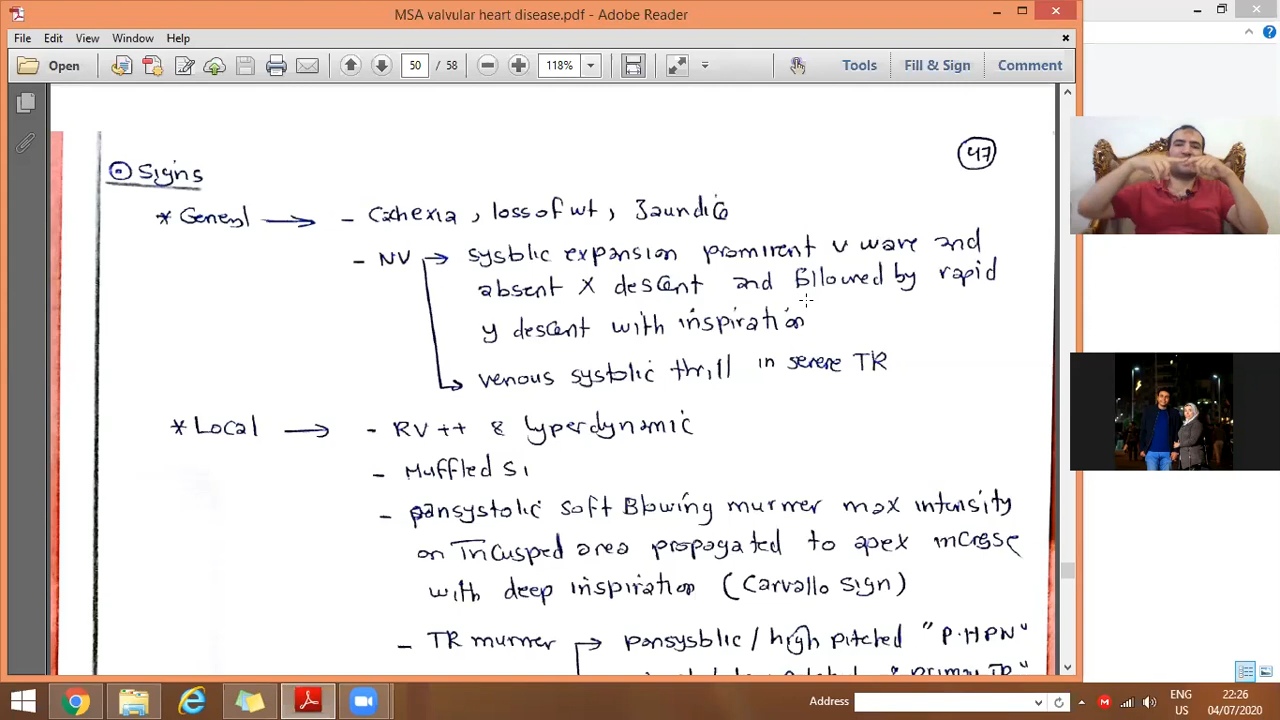 MSA valvular heart disease.pdf - Adobe Reader
File Edit View Window Help
Open 50 / 58 118% Tools Fill & Sign Comment
47
Signs
* General → - Cahexia, loss of wt, Jaundice
- NV → systolic expansion prominent v wave and
absent X descent and followed by rapid
y descent with inspiration
→ venous systolic thrill in severe TR
* Local → - RV ++ & hyperdynamic
- Muffled S1
- pansystolic soft Blowing murmer max intensity
on Tricusped area propagated to apex increase
with deep inspiration (Carvallo sign)
- TR murmer → pansystolic / high pitched "P.HPN"
"primary TR"
Address ENG 22:26
US 04/07/2020